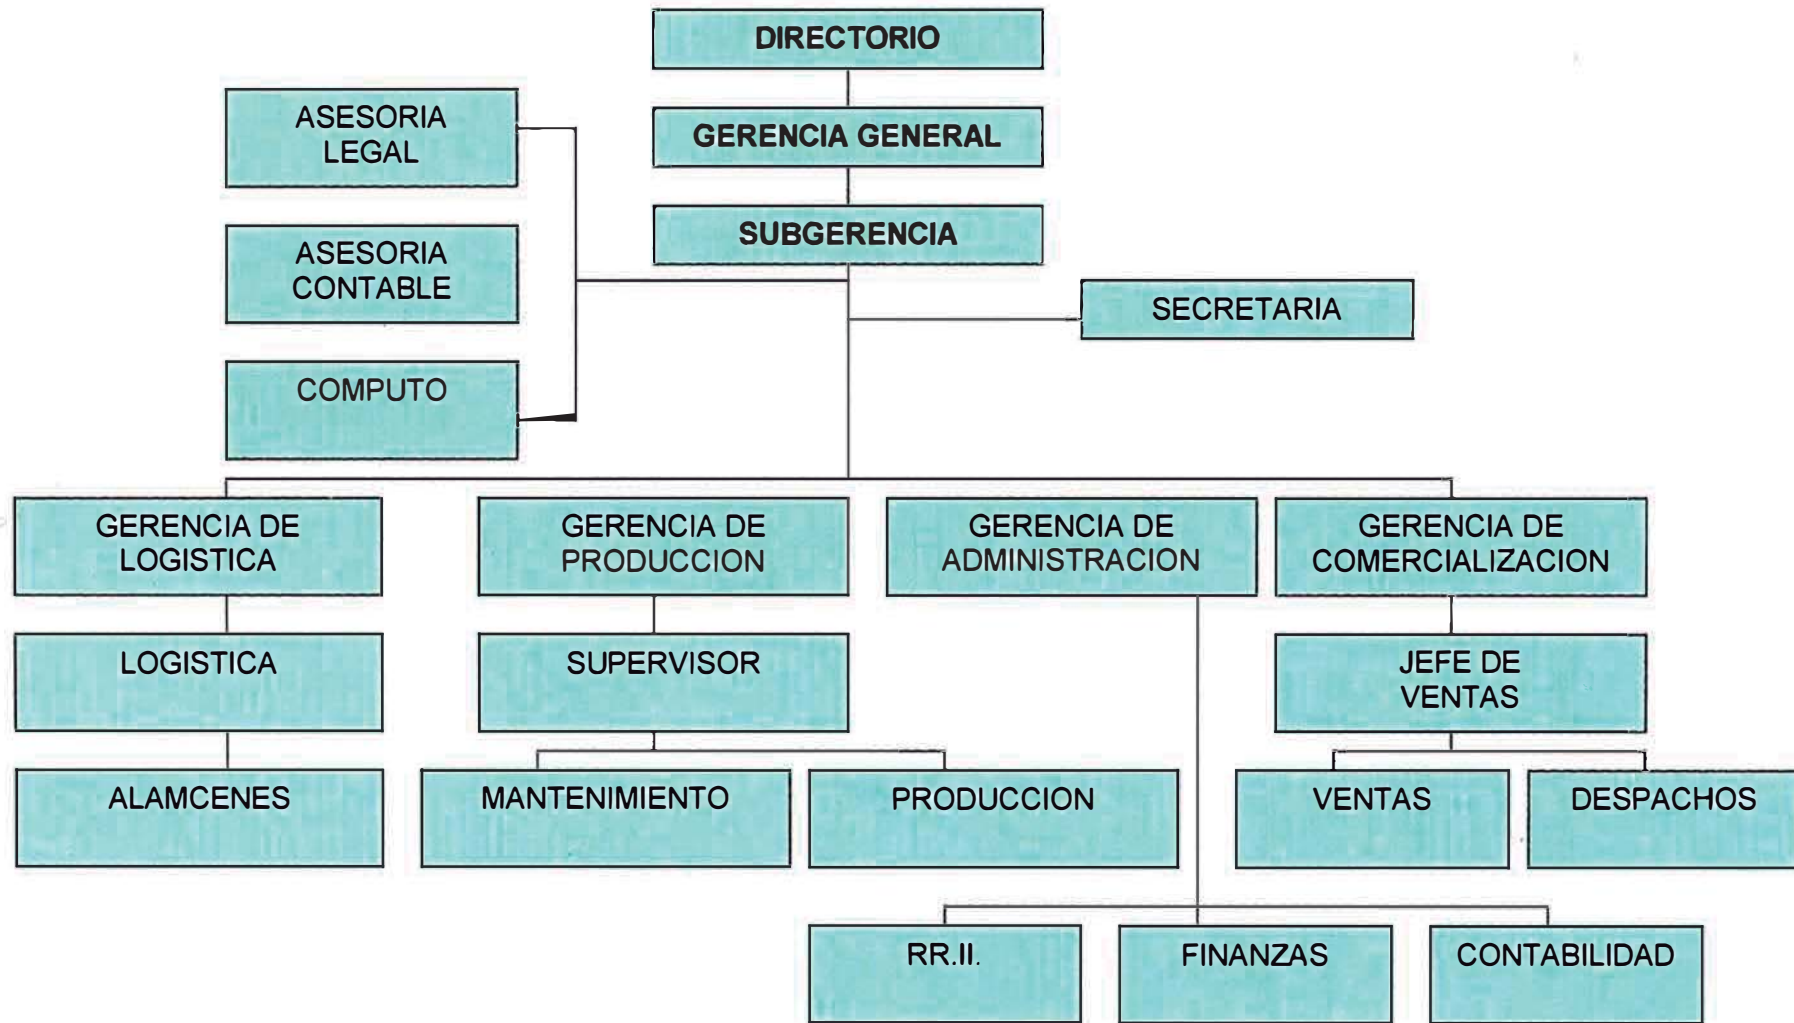 DIRECTORIO
ASESORIA
LEGAL
GERENCIA GENERAL
SUBGERENCIA
ASESORIA
CONTABLE
SECRETARIA
COMPUTO
GERENCIA DE
LOGISTICA
GERENCIA DE
PRODUCCION
GERENCIA DE
ADMINISTRACION
GERENCIA DE
COMERCIALIZACION
LOGISTICA
SUPERVISOR
JEFE DE
VENTAS
ALAMCENES
MANTENIMIENTO
PRODUCCION
VENTAS
DESPACHOS
RR.II.
FINANZAS
CONTABILIDAD